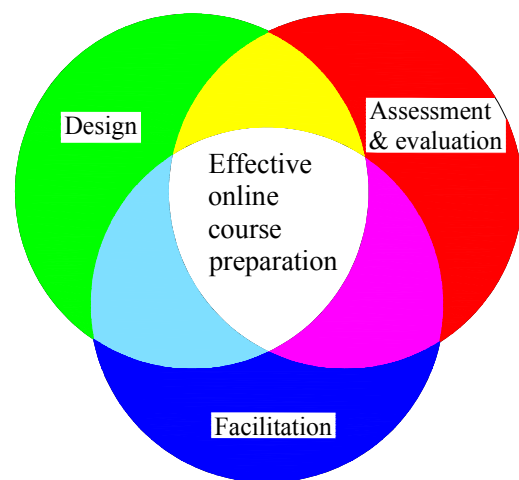 Design
Assessment
& evaluation
Effective
online
course
preparation
Facilitation